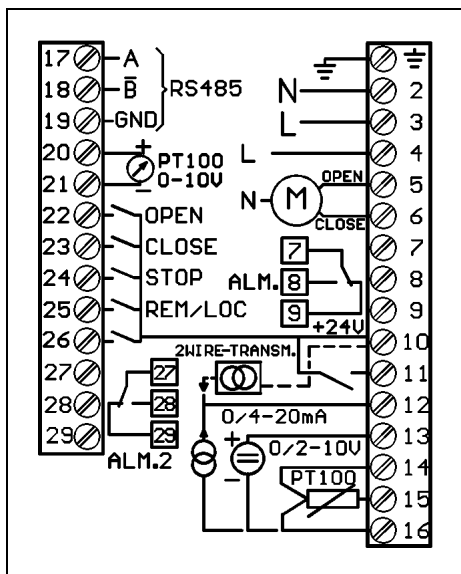 17 A
18 B̅ RS485
19 GND
20 + PT100
21 − 0-10V
22 OPEN
23 CLOSE
24 STOP
25 REM/LOC
26
27 27
28 28
29 29
ALM.2
N 2
L 3
L 4
N M OPEN 5
CLOSE 6
7 7
ALM. 8 8
9 9
+24V 10
2WIRE-TRANSM. 11
12
0/4-20mA
+ 13
0/2-10V
− 14
PT100 15
16